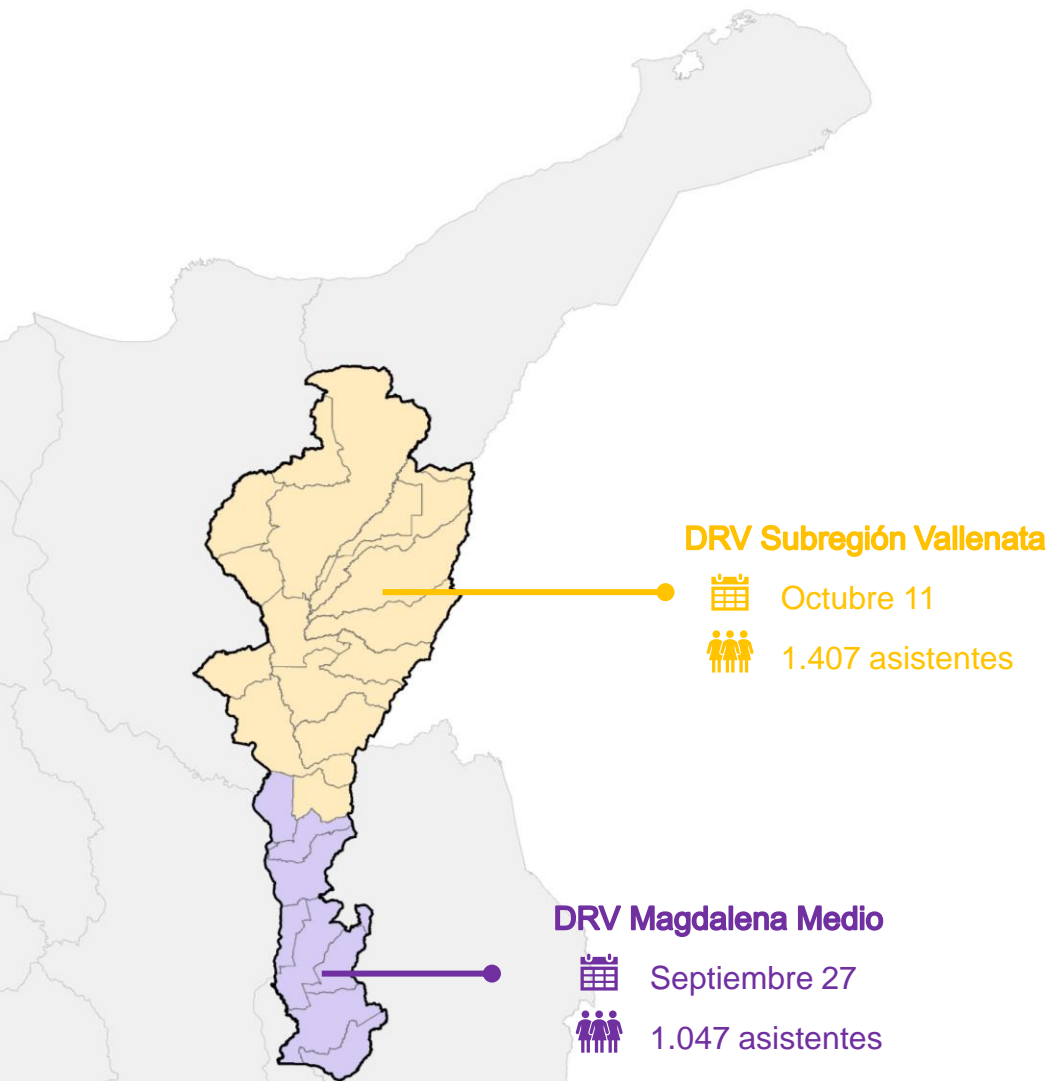 DRV Subregión Vallenata
Octubre 11
1.407 asistentes
DRV Magdalena Medio
Septiembre 27
1.047 asistentes